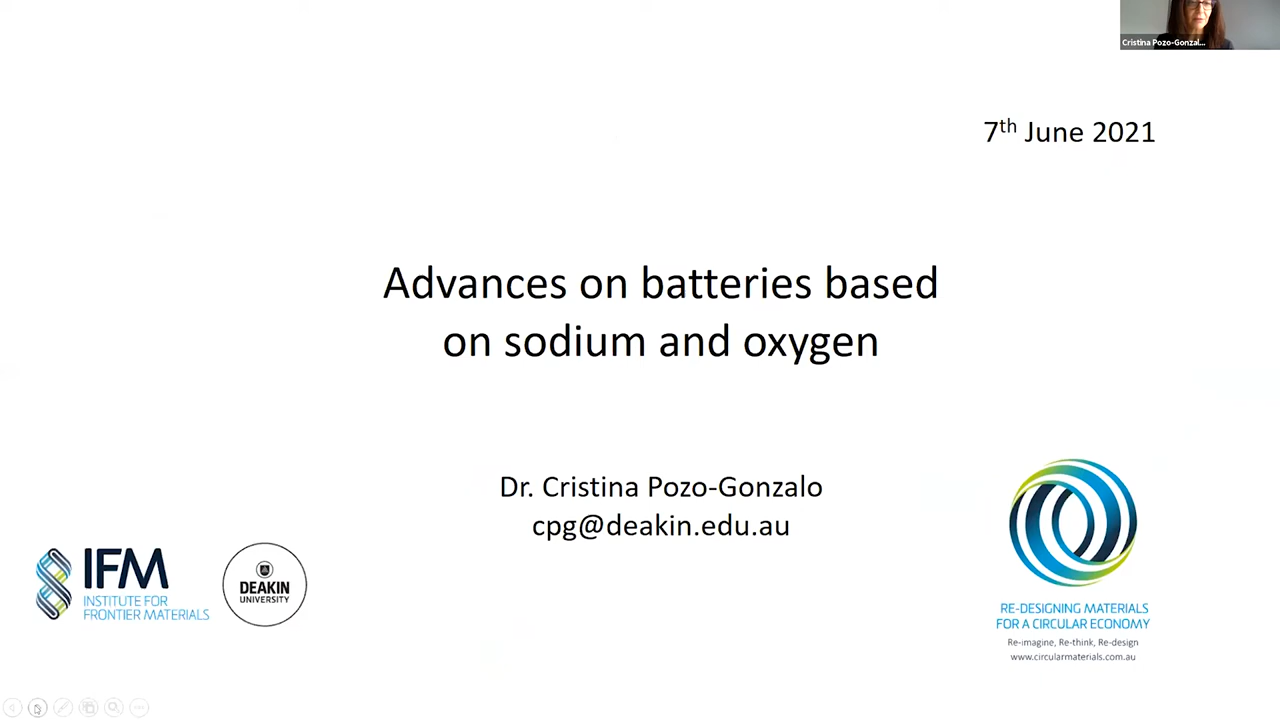 Cristina Pozo-Gonzal...
7th June 2021
Advances on batteries based
on sodium and oxygen
Dr. Cristina Pozo-Gonzalo
cpg@deakin.edu.au
IFM
INSTITUTE FOR
FRONTIER MATERIALS
DEAKIN
UNIVERSITY
RE-DESIGNING MATERIALS
FOR A CIRCULAR ECONOMY
Re-imagine, Re-think, Re-design
www.circularmaterials.com.au